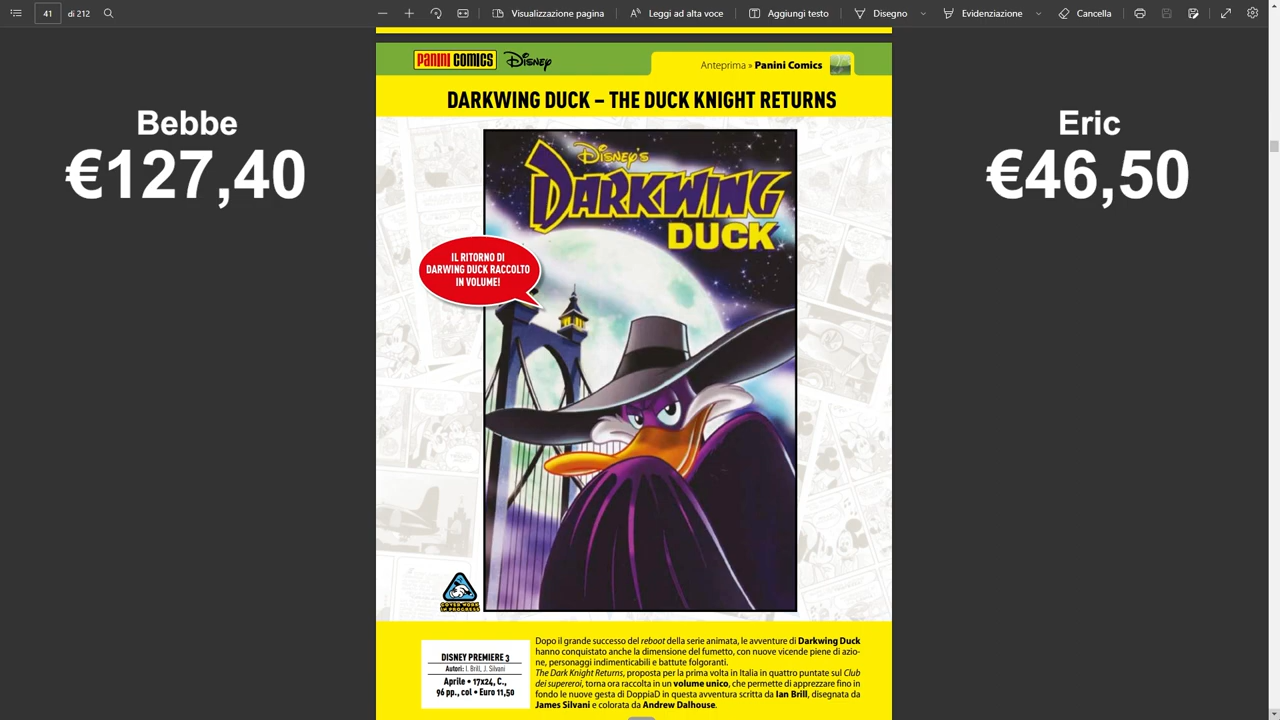 41 di 212
Visualizzazione pagina
Leggi ad alta voce
Aggiungi testo
Disegno
Evidenziazione
Cancella
PANINI COMICS
Disney
Anteprima » Panini Comics
DARKWING DUCK – THE DUCK KNIGHT RETURNS
Bebbe
€127,40
Eric
€46,50
DISNEY'S
DARKWING
DUCK
IL RITORNO DI
DARWING DUCK RACCOLTO
IN VOLUME!
COVER WORK
IN PROGRESS
DISNEY PREMIERE 3
Autori: I. Brill, J. Silvani
Aprile • 17x24, C.,
96 pp., col • Euro 11,50
Dopo il grande successo del reboot della serie animata, le avventure di Darkwing Duck
hanno conquistato anche la dimensione del fumetto, con nuove vicende piene di azio-
ne, personaggi indimenticabili e battute folgoranti.
The Dark Knight Returns, proposta per la prima volta in Italia in quattro puntate sul Club
dei supereroi, torna ora raccolta in un volume unico, che permette di apprezzare fino in
fondo le nuove gesta di DoppiaD in questa avventura scritta da Ian Brill, disegnata da
James Silvani e colorata da Andrew Dalhouse.